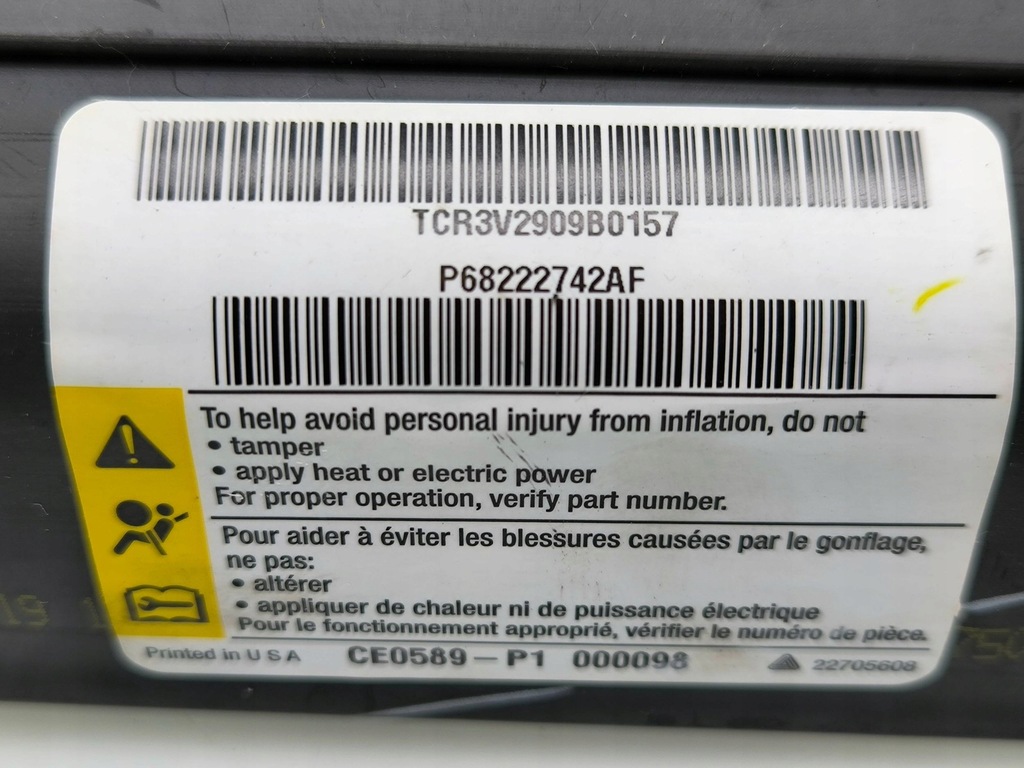 TCR3V2909B0157
P68222742AF
To help avoid personal injury from inflation, do not
• tamper
• apply heat or electric power
For proper operation, verify part number.
Pour aider à éviter les blessures causées par le gonflage,
ne pas:
• altérer
• appliquer de chaleur ni de puissance électrique
Pour le fonctionnement approprié, vérifier le numéro de pièce.
Printed in U S A CE0589-P1 000098 22705608